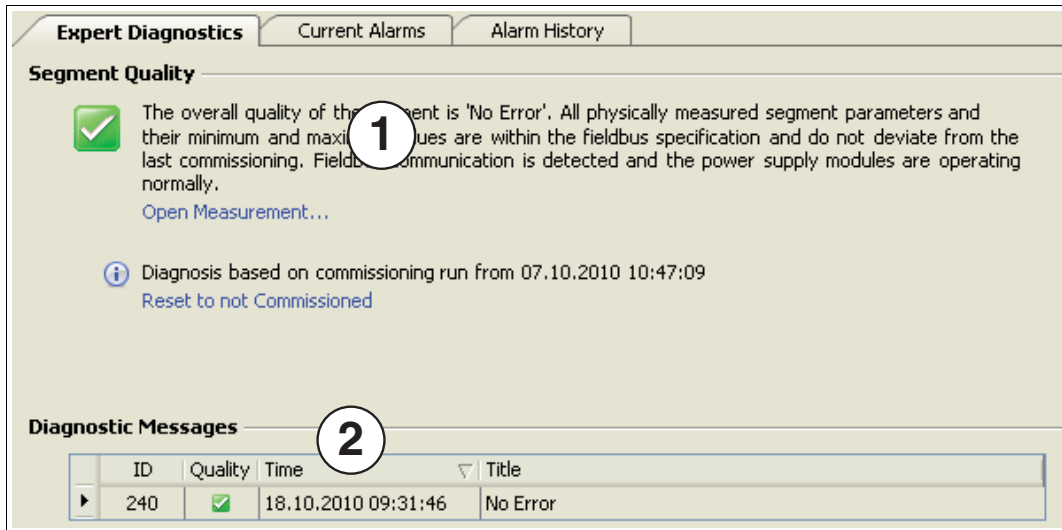 Expert Diagnostics Current Alarms Alarm History
Segment Quality
The overall quality of the ment is 'No Error'. All physically measured segment parameters and
their minimum and maxi ues are within the fieldbus specification and do not deviate from the
last commissioning. Fieldb ommunication is detected and the power supply modules are operating
normally.
1
Open Measurement...
Diagnosis based on commissioning run from 07.10.2010 10:47:09
Reset to not Commissioned
Diagnostic Messages
2
ID Quality Time Title
240 18.10.2010 09:31:46 No Error